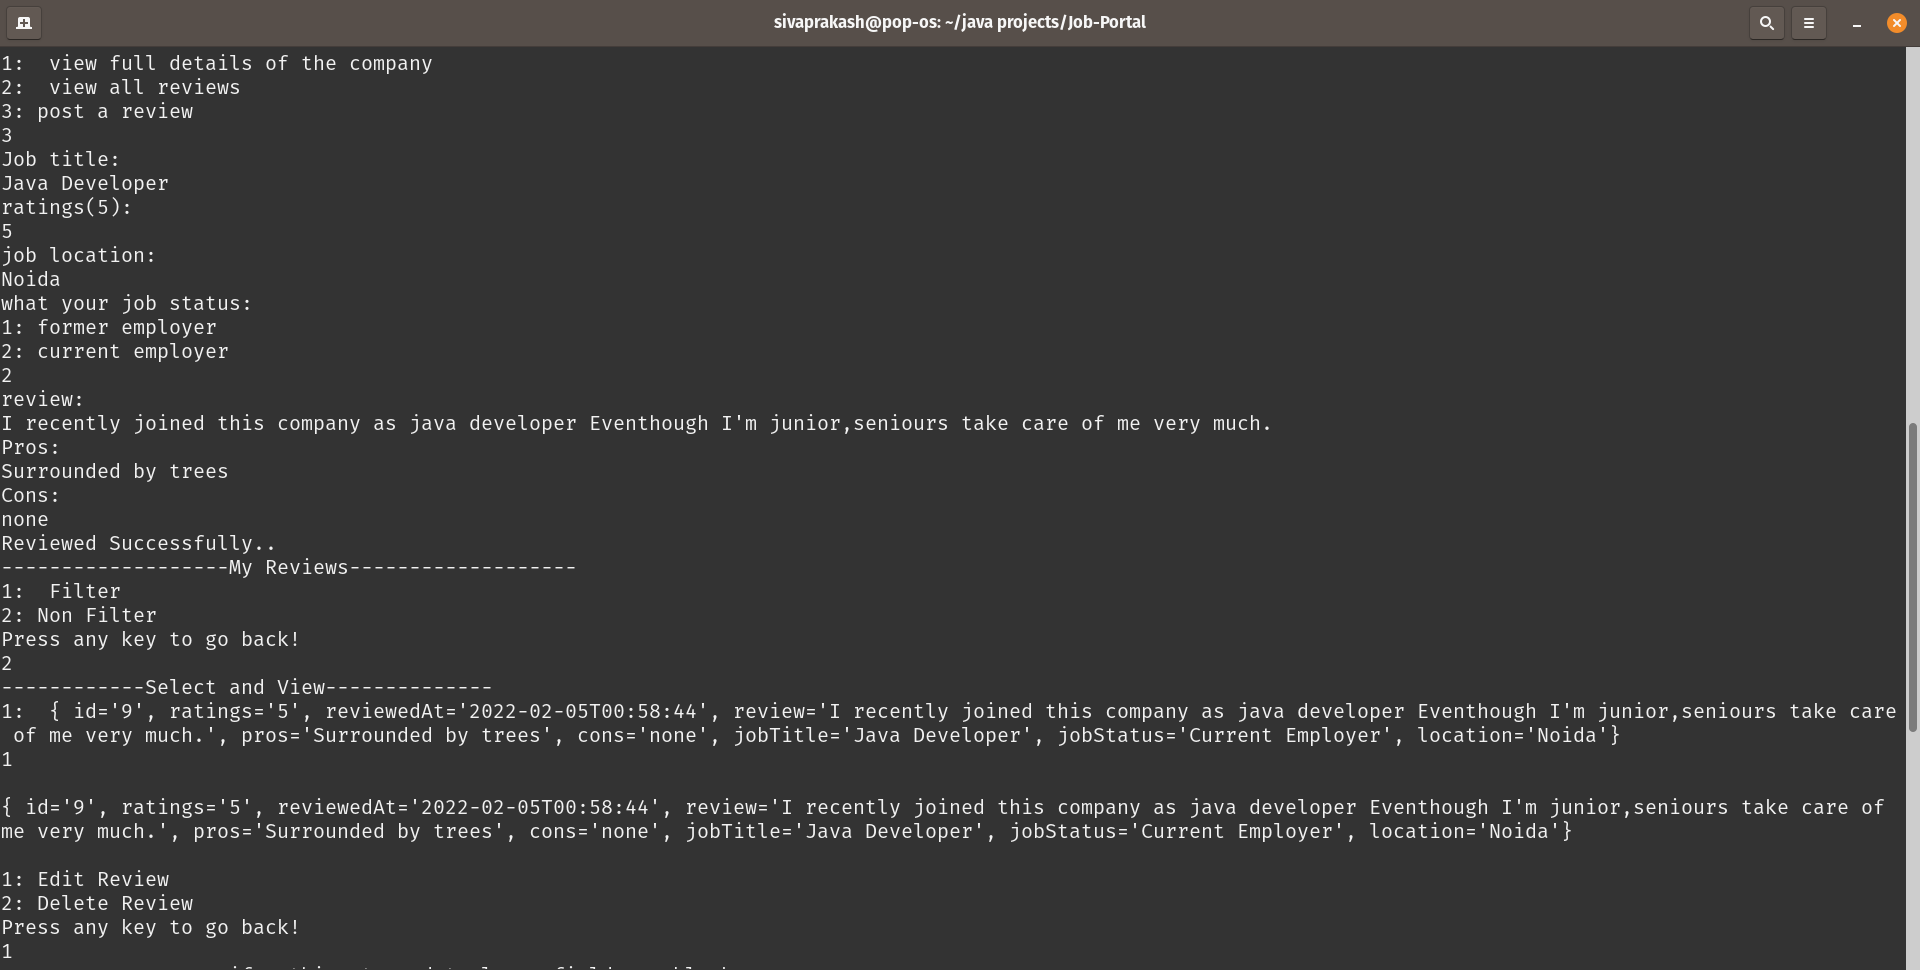 sivaprakash@pop-os: ~/java projects/Job-Portal
1:  view full details of the company
2:  view all reviews
3: post a review
3
Job title:
Java Developer
ratings(5):
5
job location:
Noida
what your job status:
1: former employer
2: current employer
2
review:
I recently joined this company as java developer Eventhough I'm junior,seniours take care of me very much.
Pros:
Surrounded by trees
Cons:
none
Reviewed Successfully..
-------------------My Reviews-------------------
1:  Filter
2: Non Filter
Press any key to go back!
2
------------Select and View--------------
1:  { id='9', ratings='5', reviewedAt='2022-02-05T00:58:44', review='I recently joined this company as java developer Eventhough I'm junior,seniours take care
 of me very much.', pros='Surrounded by trees', cons='none', jobTitle='Java Developer', jobStatus='Current Employer', location='Noida'}
1
{ id='9', ratings='5', reviewedAt='2022-02-05T00:58:44', review='I recently joined this company as java developer Eventhough I'm junior,seniours take care of
me very much.', pros='Surrounded by trees', cons='none', jobTitle='Java Developer', jobStatus='Current Employer', location='Noida'}
1: Edit Review
2: Delete Review
Press any key to go back!
1